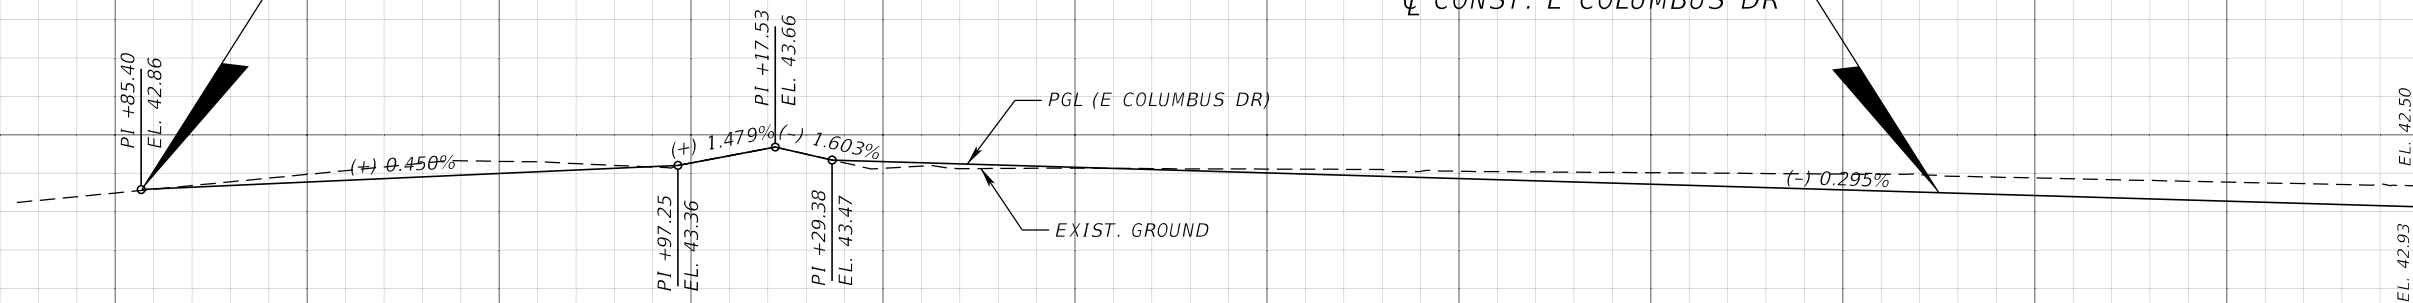 ℄ CONST. E COLUMBUS DR
PI +85.40
EL. 42.86
(+) 0.450%
PI +97.25
EL. 43.36
(+) 1.479%
PI +17.53
EL. 43.66
(-) 1.603%
PI +29.38
EL. 43.47
PGL (E COLUMBUS DR)
EXIST. GROUND
(-) 0.295%
EL. 42.50
EL. 42.93